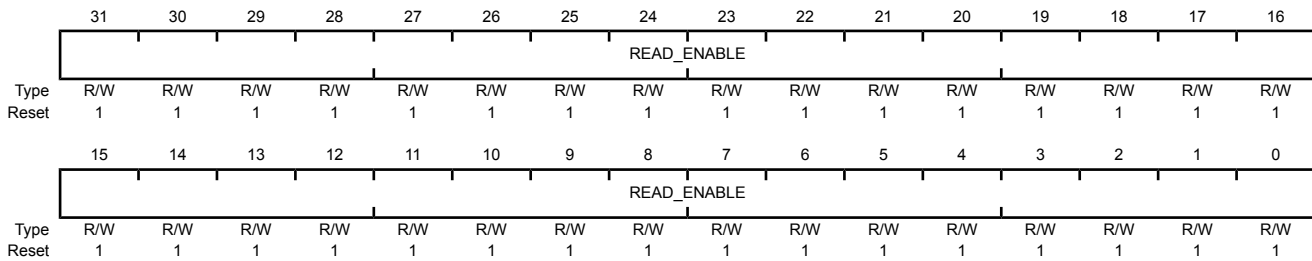 31 30 29 28 27 26 25 24 23 22 21 20 19 18 17 16
READ_ENABLE
Type R/W R/W R/W R/W R/W R/W R/W R/W R/W R/W R/W R/W R/W R/W R/W R/W
Reset 1 1 1 1 1 1 1 1 1 1 1 1 1 1 1 1
15 14 13 12 11 10 9 8 7 6 5 4 3 2 1 0
READ_ENABLE
Type R/W R/W R/W R/W R/W R/W R/W R/W R/W R/W R/W R/W R/W R/W R/W R/W
Reset 1 1 1 1 1 1 1 1 1 1 1 1 1 1 1 1